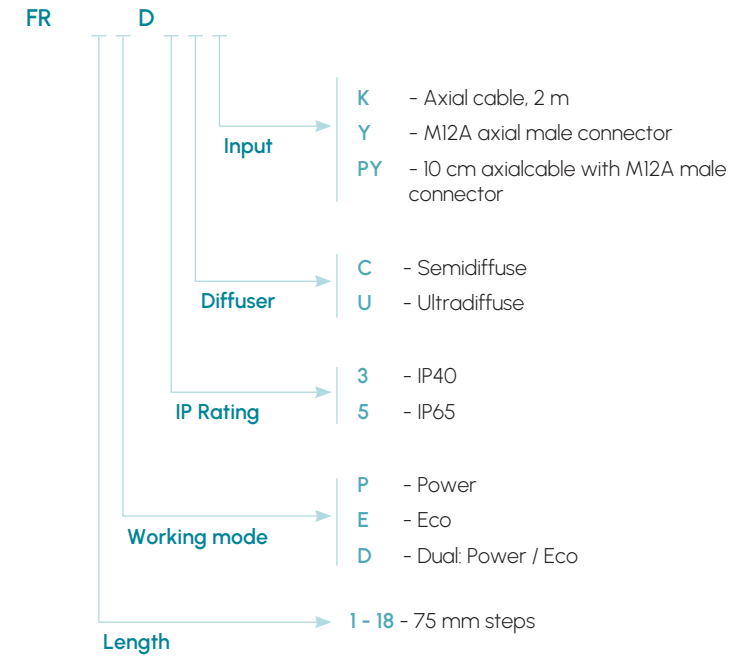 FR D
K - Axial cable, 2 m
Y - M12A axial male connector
Input
PY - 10 cm axialcable with M12A male
connector
C - Semidiffuse
Diffuser
U - Ultradiffuse
3 - IP40
IP Rating
5 - IP65
P - Power
E - Eco
Working mode
D - Dual: Power / Eco
1 - 18 - 75 mm steps
Length